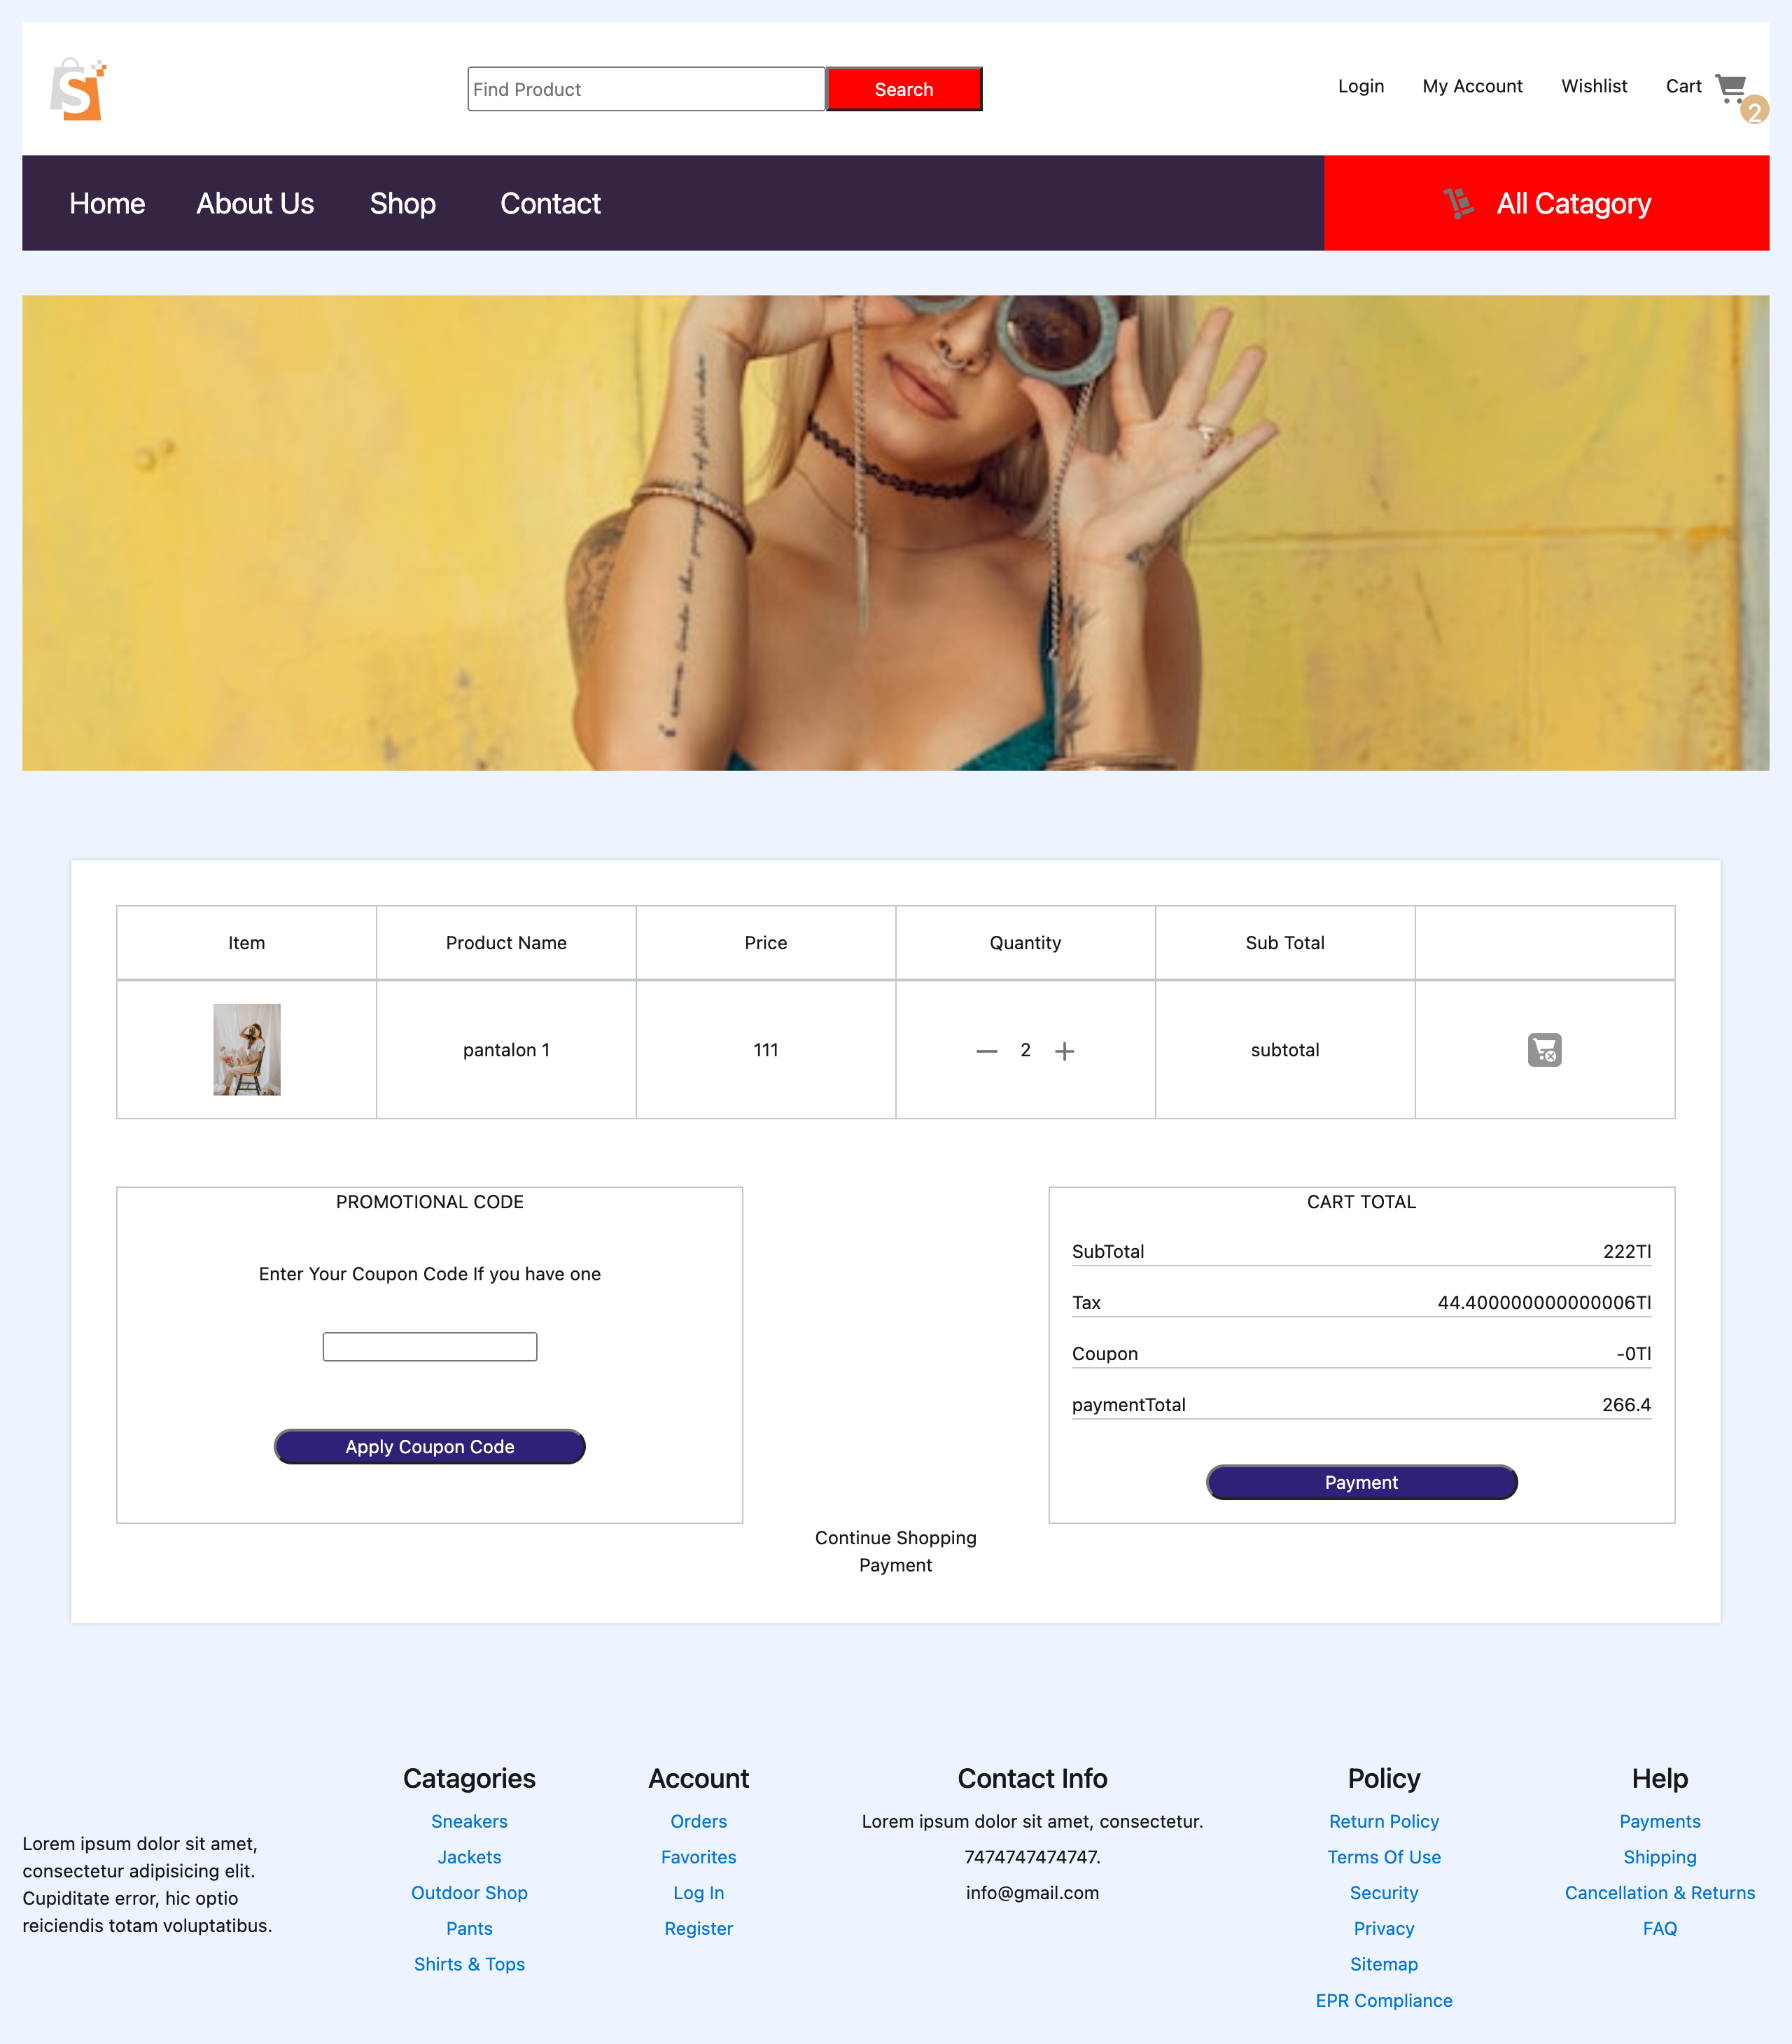 S
Find Product
Search
Login
My Account
Wishlist
Cart
2
Home
About Us
Shop
Contact
All Catagory
Item
Product Name
Price
Quantity
Sub Total
pantalon 1
111
2
subtotal
PROMOTIONAL CODE
Enter Your Coupon Code If you have one
Apply Coupon Code
CART TOTAL
SubTotal
222Tl
Tax
44.400000000000006Tl
Coupon
-0Tl
paymentTotal
266.4
Payment
Continue Shopping
Payment
Lorem ipsum dolor sit amet,
consectetur adipisicing elit.
Cupiditate error, hic optio
reiciendis totam voluptatibus.
Catagories
Sneakers
Jackets
Outdoor Shop
Pants
Shirts & Tops
Account
Orders
Favorites
Log In
Register
Contact Info
Lorem ipsum dolor sit amet, consectetur.
7474747474747.
info@gmail.com
Policy
Return Policy
Terms Of Use
Security
Privacy
Sitemap
EPR Compliance
Help
Payments
Shipping
Cancellation & Returns
FAQ